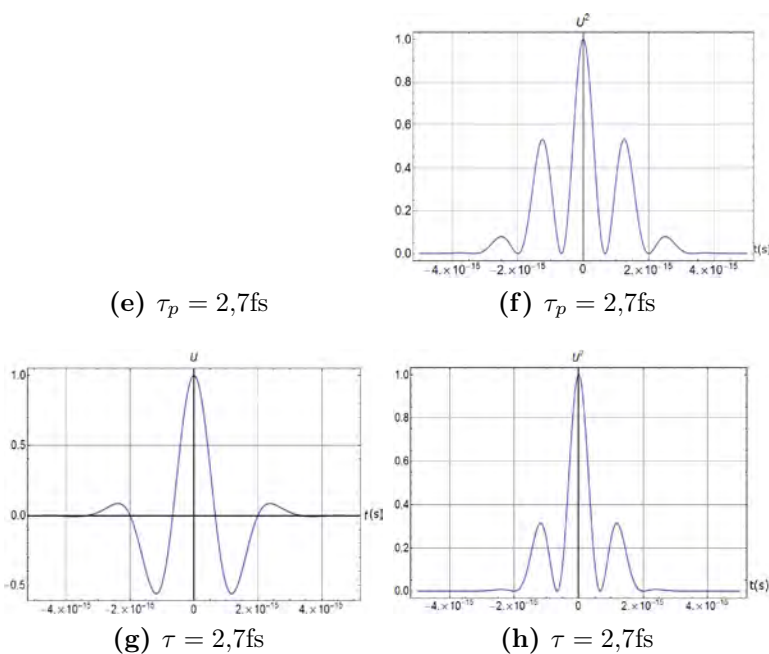 u²
1.0
0.8
0.6
0.4
0.2
0.0
-4.×10⁻¹⁵ -2.×10⁻¹⁵ 0 2.×10⁻¹⁵ 4.×10⁻¹⁵ t(s)
(e) τₚ = 2,7fs (f) τₚ = 2,7fs
u
1.0
0.5
0.0
-0.5
-4.×10⁻¹⁵ -2.×10⁻¹⁵ 0 2.×10⁻¹⁵ 4.×10⁻¹⁵
t(s)
u²
1.0
0.8
0.6
0.4
0.2
0.0
-4.×10⁻¹⁵ -2.×10⁻¹⁵ 0 2.×10⁻¹⁵ 4.×10⁻¹⁵
t(s)
(g) τ = 2,7fs (h) τ = 2,7fs